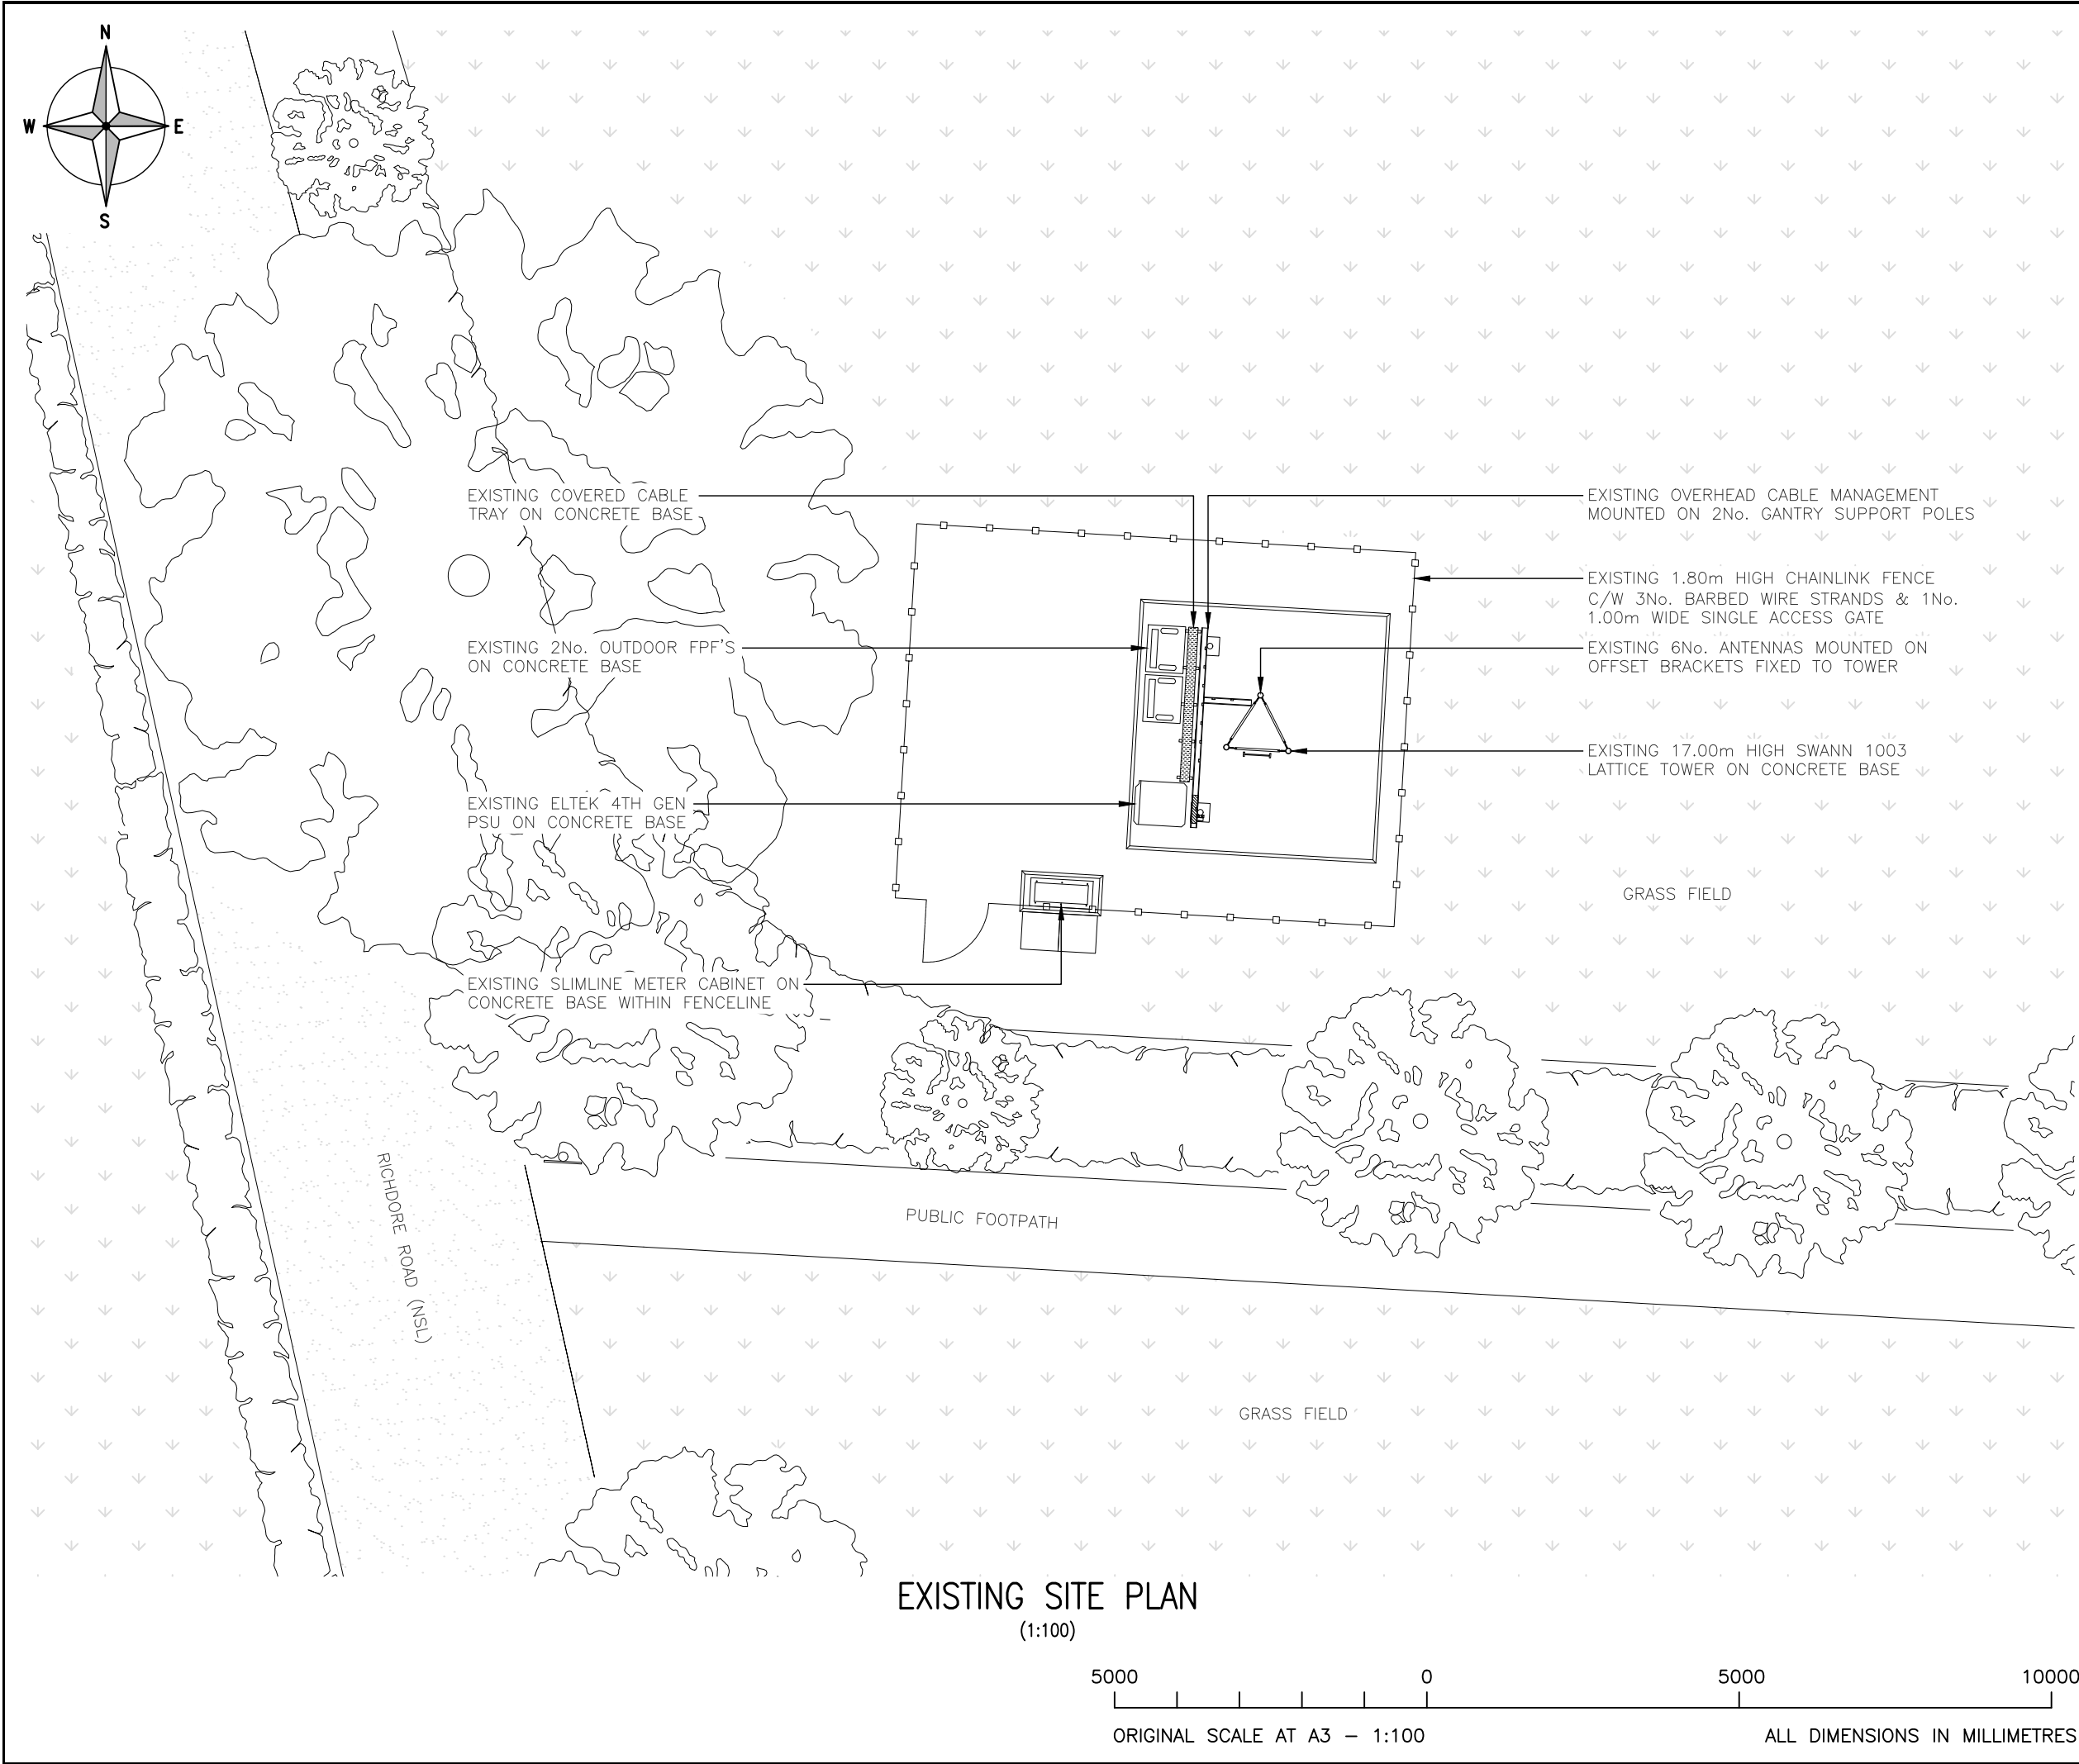 N
W E
S
EXISTING COVERED CABLE
TRAY ON CONCRETE BASE
EXISTING OVERHEAD CABLE MANAGEMENT
MOUNTED ON 2No. GANTRY SUPPORT POLES
EXISTING 1.80m HIGH CHAINLINK FENCE
C/W 3No. BARBED WIRE STRANDS & 1No.
1.00m WIDE SINGLE ACCESS GATE
EXISTING 2No. OUTDOOR FPF'S
ON CONCRETE BASE
EXISTING 6No. ANTENNAS MOUNTED ON
OFFSET BRACKETS FIXED TO TOWER
EXISTING 17.00m HIGH SWANN 1003
LATTICE TOWER ON CONCRETE BASE
EXISTING ELTEK 4TH GEN
PSU ON CONCRETE BASE
GRASS FIELD
EXISTING SLIMLINE METER CABINET ON
CONCRETE BASE WITHIN FENCELINE
RICHDORE ROAD (NSL)
PUBLIC FOOTPATH
GRASS FIELD
EXISTING SITE PLAN
(1:100)
5000 0 5000 10000
ORIGINAL SCALE AT A3 – 1:100 ALL DIMENSIONS IN MILLIMETRES